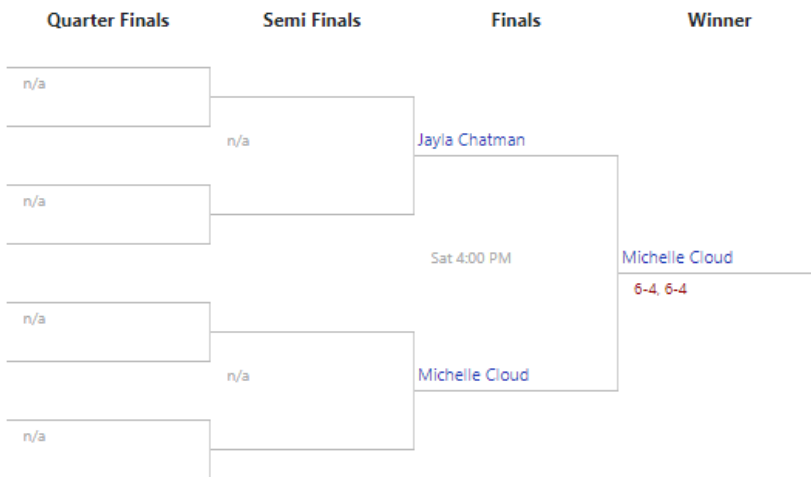 Quarter Finals Semi Finals Finals Winner
n/a
n/a
Jayla Chatman
n/a
Sat 4:00 PM
Michelle Cloud
6-4, 6-4
n/a
n/a
Michelle Cloud
n/a